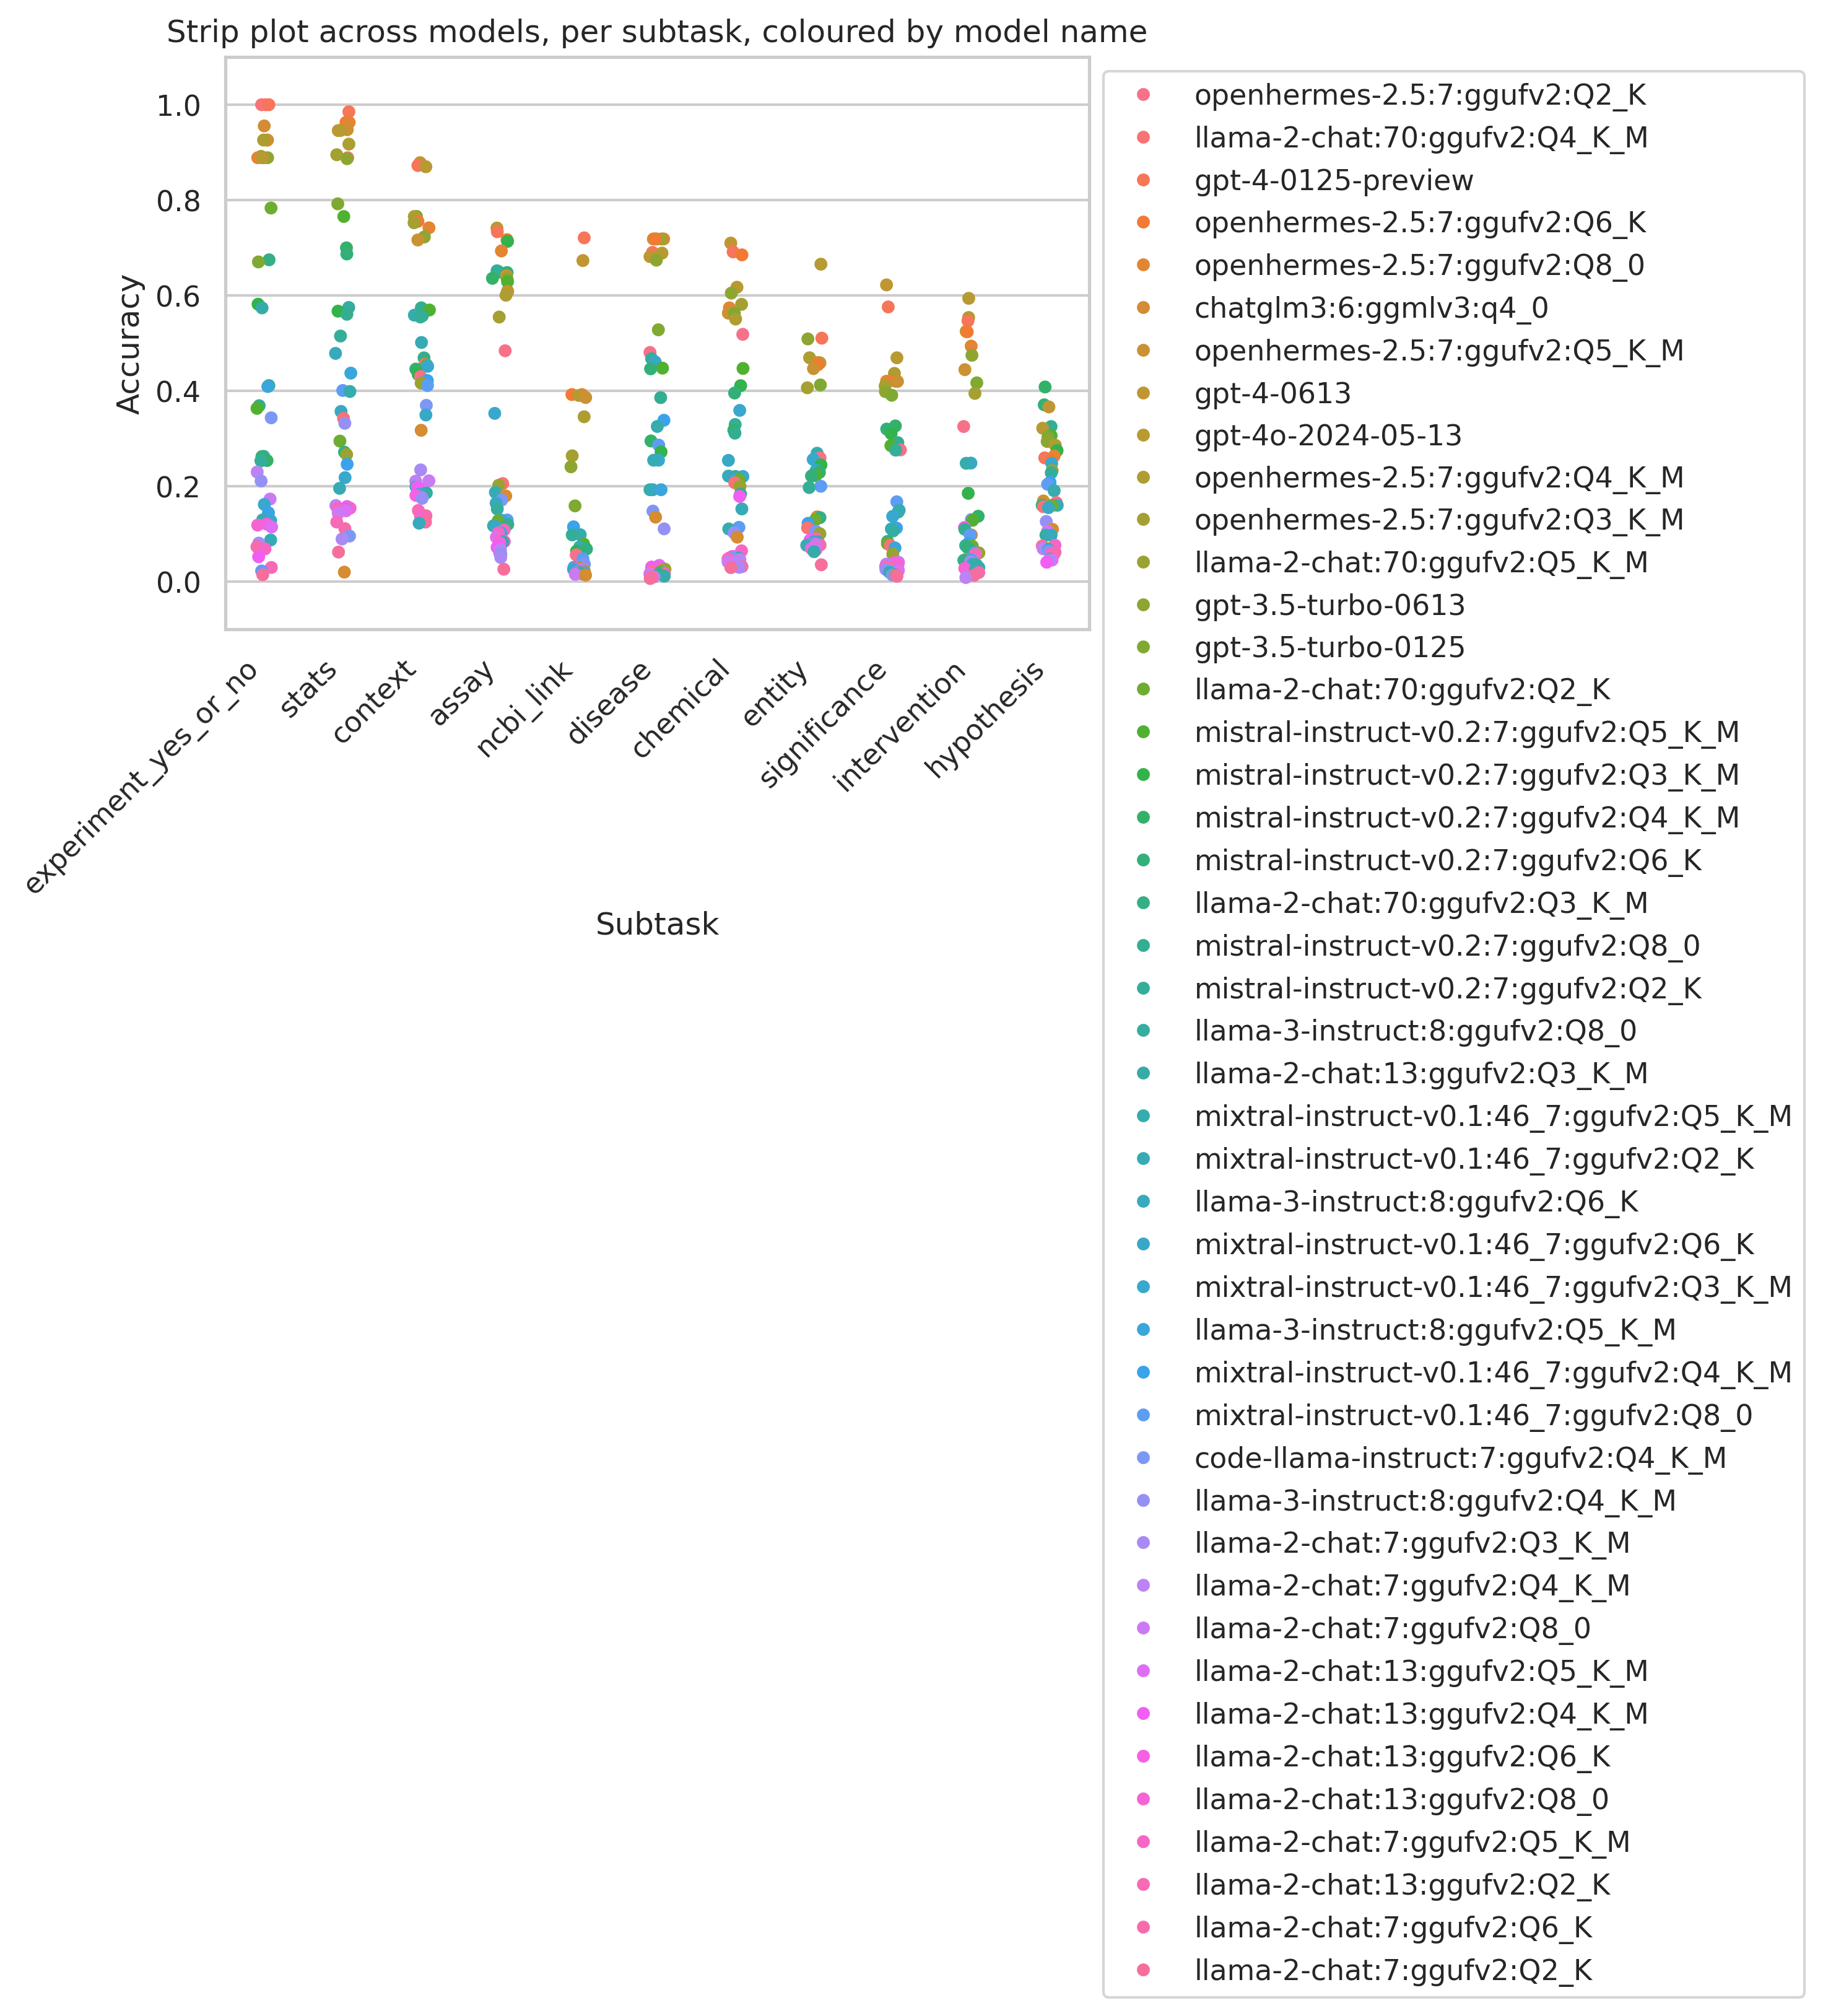 Strip plot across models, per subtask, coloured by model name
Accuracy
1.0
0.8
0.6
0.4
0.2
0.0
experiment_yes_or_no
stats
context
assay
ncbi_link
disease
chemical
entity
significance
intervention
hypothesis
Subtask
openhermes-2.5:7:ggufv2:Q2_K
llama-2-chat:70:ggufv2:Q4_K_M
gpt-4-0125-preview
openhermes-2.5:7:ggufv2:Q6_K
openhermes-2.5:7:ggufv2:Q8_0
chatglm3:6:ggmlv3:q4_0
openhermes-2.5:7:ggufv2:Q5_K_M
gpt-4-0613
gpt-4o-2024-05-13
openhermes-2.5:7:ggufv2:Q4_K_M
openhermes-2.5:7:ggufv2:Q3_K_M
llama-2-chat:70:ggufv2:Q5_K_M
gpt-3.5-turbo-0613
gpt-3.5-turbo-0125
llama-2-chat:70:ggufv2:Q2_K
mistral-instruct-v0.2:7:ggufv2:Q5_K_M
mistral-instruct-v0.2:7:ggufv2:Q3_K_M
mistral-instruct-v0.2:7:ggufv2:Q4_K_M
mistral-instruct-v0.2:7:ggufv2:Q6_K
llama-2-chat:70:ggufv2:Q3_K_M
mistral-instruct-v0.2:7:ggufv2:Q8_0
mistral-instruct-v0.2:7:ggufv2:Q2_K
llama-3-instruct:8:ggufv2:Q8_0
llama-2-chat:13:ggufv2:Q3_K_M
mixtral-instruct-v0.1:46_7:ggufv2:Q5_K_M
mixtral-instruct-v0.1:46_7:ggufv2:Q2_K
llama-3-instruct:8:ggufv2:Q6_K
mixtral-instruct-v0.1:46_7:ggufv2:Q6_K
mixtral-instruct-v0.1:46_7:ggufv2:Q3_K_M
llama-3-instruct:8:ggufv2:Q5_K_M
mixtral-instruct-v0.1:46_7:ggufv2:Q4_K_M
mixtral-instruct-v0.1:46_7:ggufv2:Q8_0
code-llama-instruct:7:ggufv2:Q4_K_M
llama-3-instruct:8:ggufv2:Q4_K_M
llama-2-chat:7:ggufv2:Q3_K_M
llama-2-chat:7:ggufv2:Q4_K_M
llama-2-chat:7:ggufv2:Q8_0
llama-2-chat:13:ggufv2:Q5_K_M
llama-2-chat:13:ggufv2:Q4_K_M
llama-2-chat:13:ggufv2:Q6_K
llama-2-chat:13:ggufv2:Q8_0
llama-2-chat:7:ggufv2:Q5_K_M
llama-2-chat:13:ggufv2:Q2_K
llama-2-chat:7:ggufv2:Q6_K
llama-2-chat:7:ggufv2:Q2_K